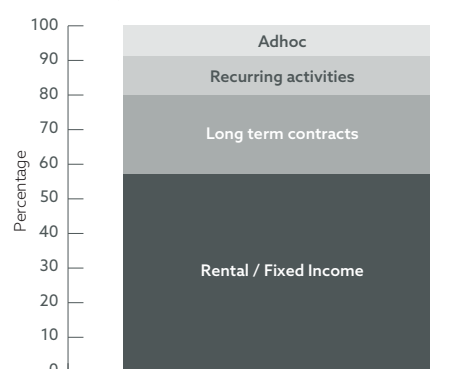 100
Adhoc
90
Recurring activities
80
70
Long term contracts
60
Percentage
50
40
30
Rental / Fixed Income
20
10
0